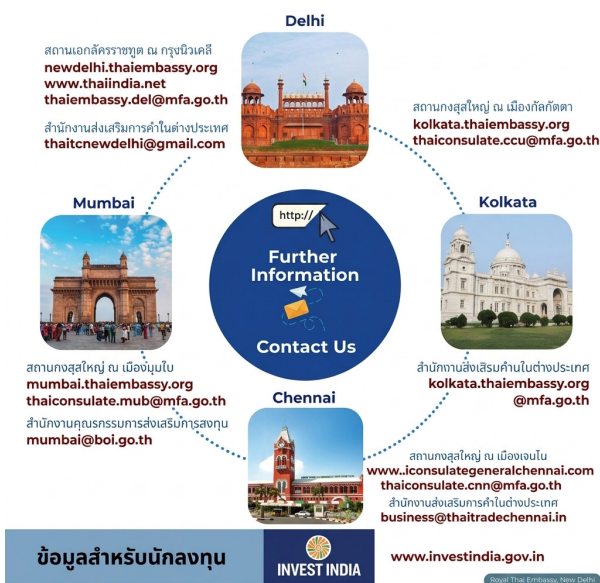 Delhi
สถานเอกลัครราชทูต ณ กรุงนิวเคลี
newdelhi.thaiembassy.org
www.thaiindia.net
thaiembassy.del@mfa.go.th
สำนักงานส่งเสริมการคำในต่างประเทศ
thaitcnewdelhi@gmail.com
สถานกงสุสใหญ่ ณ เมืองกัลกัตตา
kolkata.thaiembassy.org
thaiconsulate.ccu@mfa.go.th
Mumbai
Kolkata
http://
Further
Information
Contact Us
สถานกงสุสใหญ่ ณ เมืองมุมใบ
mumbai.thaiembassy.org
thaiconsulate.mub@mfa.go.th
สำนักงานคุณรกรรมการส่งเสริมการสงทุน
mumbai@boi.go.th
สำนักงานส่งเสิรมค้านในต่างประเทศ
kolkata.thaiembassy.org
@mfa.go.th
Chennai
สถานกงสุสใหญ่ ณ เมืองเจนไน
www..iconsulategeneralchennai.com
thaiconsulate.cnn@mfa.go.th
สำนักงานส่งเสริมการคำในต่างประเทศ
business@thaitradechennai.in
ข้อมูลสำหรับนักลงทุน
INVEST INDIA
www.investindia.gov.in
Royal Thai Embassy, New Delhi